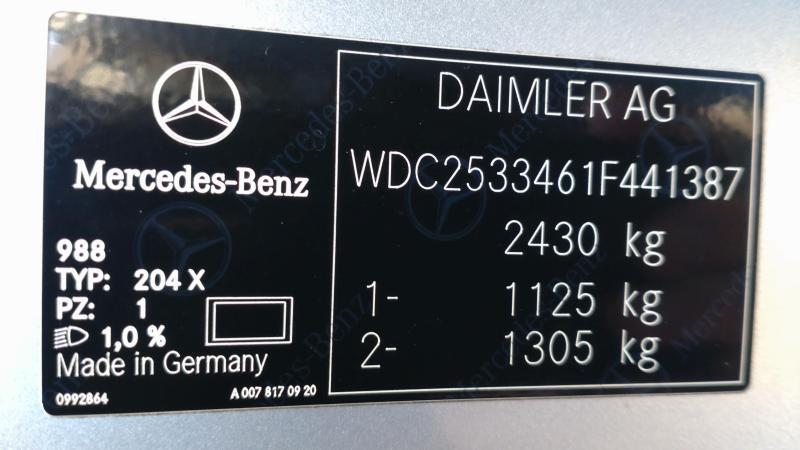 Mercedes-Benz
988
TYP: 204 X
PZ: 1
1,0 %
Made in Germany
0992864
A 007 817 09 20
DAIMLER AG
WDC2533461F441387
2430 kg
1- 1125 kg
2- 1305 kg